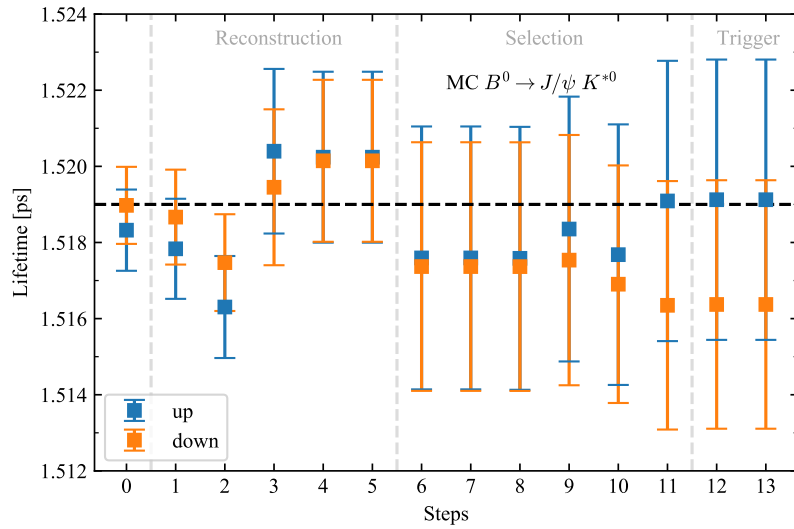 Reconstruction Selection Trigger
MC B⁰ → J/ψ K*⁰
Lifetime [ps]
1.524
1.522
1.520
1.518
1.516
1.514
1.512
up
down
0 1 2 3 4 5 6 7 8 9 10 11 12 13
Steps